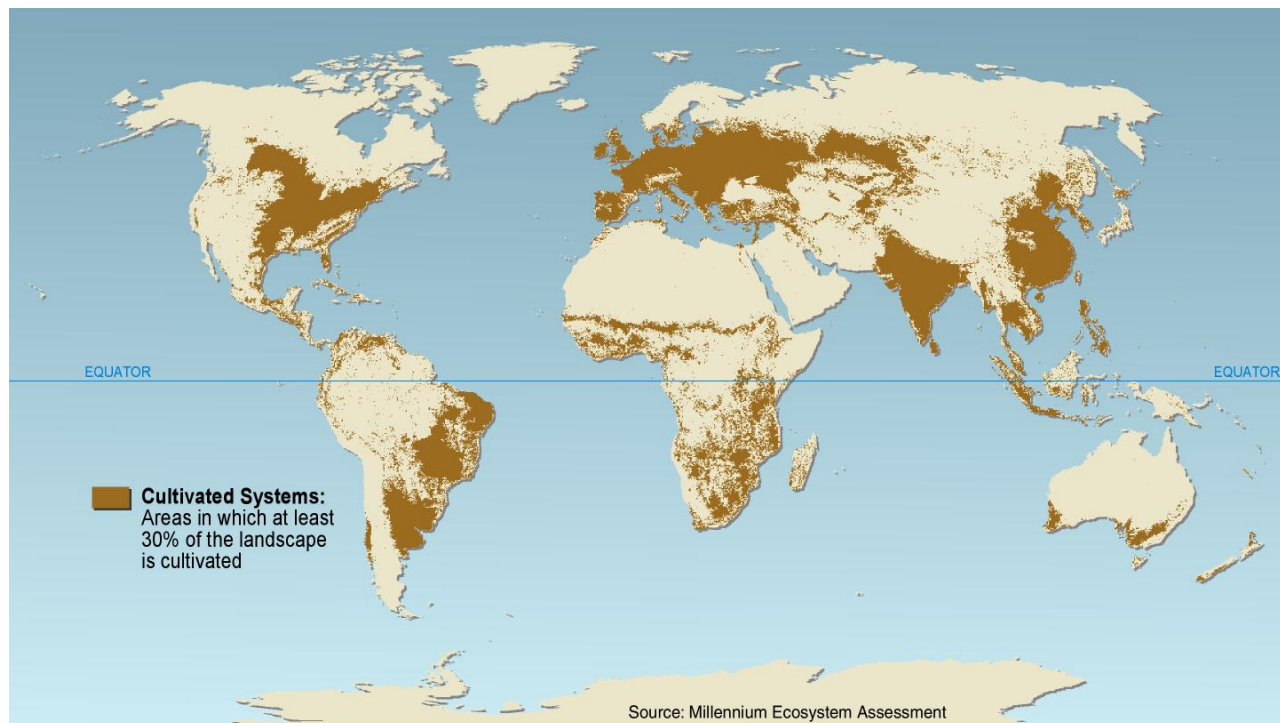 EQUATOR
EQUATOR
Cultivated Systems:
Areas in which at least
30% of the landscape
is cultivated
Source: Millennium Ecosystem Assessment